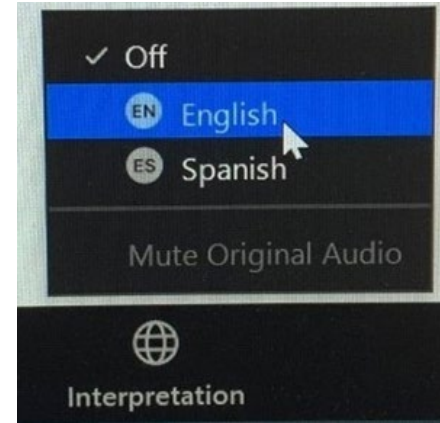 Off
EN English
ES Spanish
Mute Original Audio
Interpretation